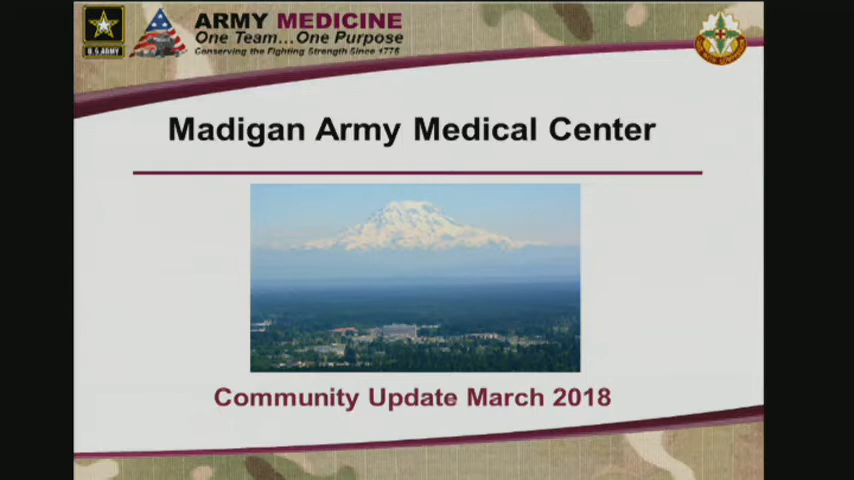 ARMY MEDICINE
One Team...One Purpose
Conserving the Fighting Strength Since 1775
U.S. ARMY
Madigan Army Medical Center
Community Update March 2018